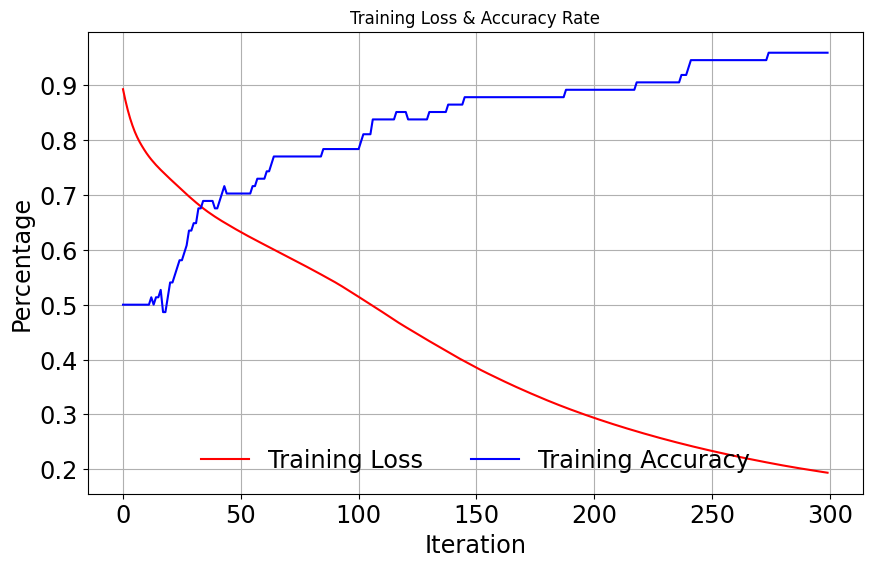 Training Loss & Accuracy Rate
Percentage
0.9
0.8
0.7
0.6
0.5
0.4
0.3
0.2
Training Loss
Training Accuracy
0 50 100 150 200 250 300
Iteration